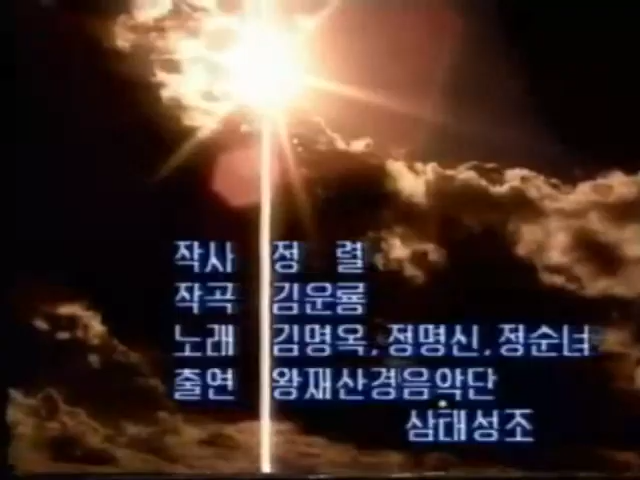 작사 정 렬
작곡 김운룡
노래 김명옥, 정명신, 정순녀
출연 왕재산경음악단
삼태성조